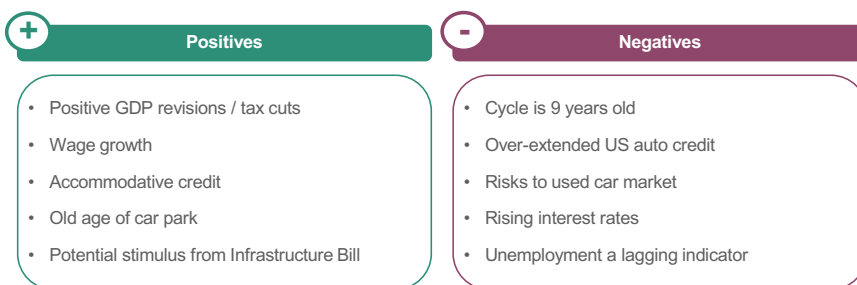 +
Positives
• Positive GDP revisions / tax cuts
• Wage growth
• Accommodative credit
• Old age of car park
• Potential stimulus from Infrastructure Bill
-
Negatives
• Cycle is 9 years old
• Over-extended US auto credit
• Risks to used car market
• Rising interest rates
• Unemployment a lagging indicator